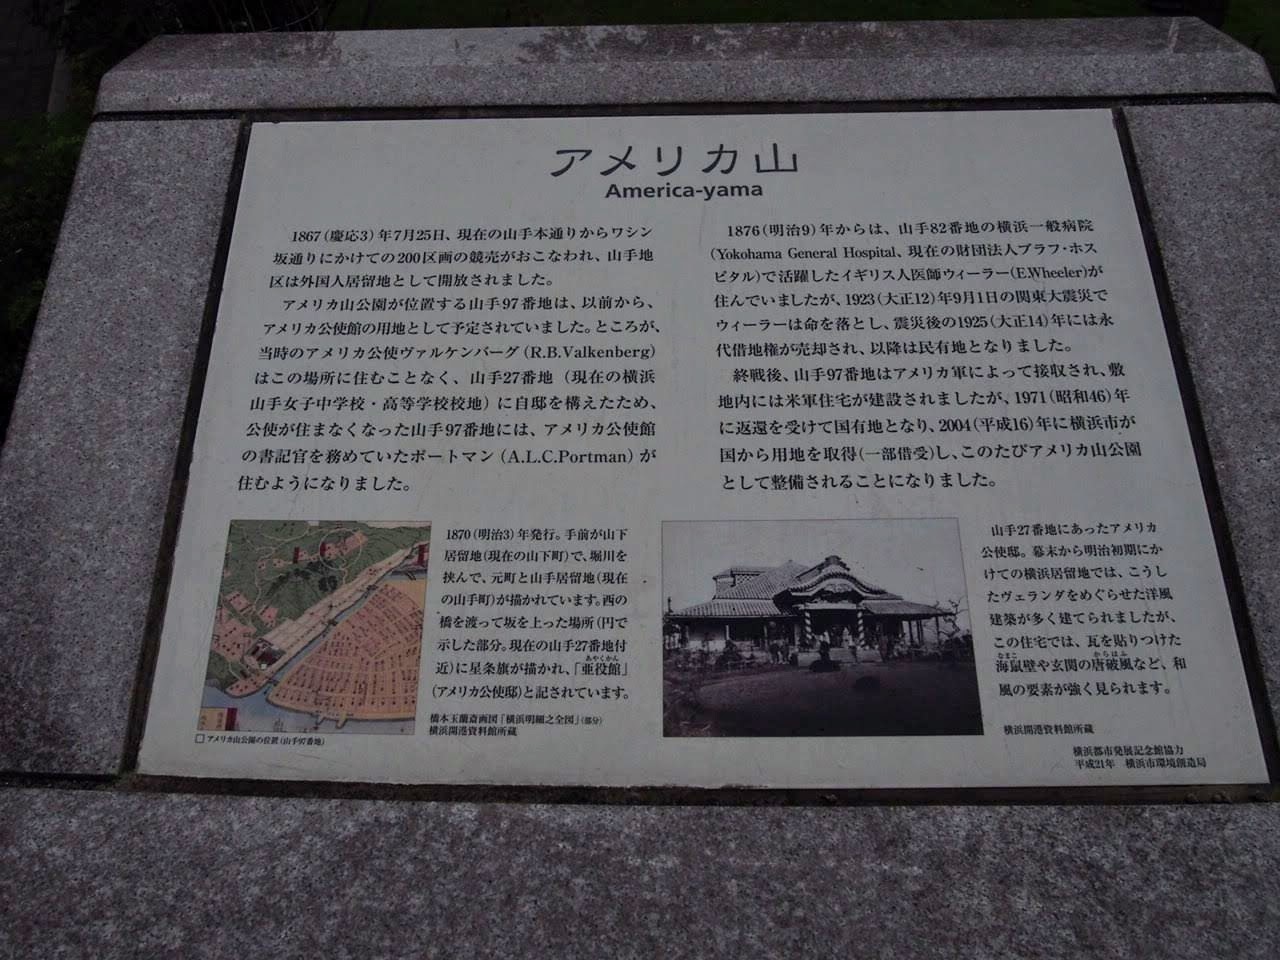 アメリカ山
America-yama
1867（慶応3）年7月25日、現在の山手本通りからワシン
坂通りにかけての200区画の競売がおこなわれ、山手地
区は外国人居留地として開放されました。
アメリカ山公園が位置する山手97番地は、以前から、
アメリカ公使館の用地として予定されていました。ところが、
当時のアメリカ公使ヴァルケンバーグ（R.B.Valkenberg）
はこの場所に住むことなく、山手27番地（現在の横浜
山手女子中学校・高等学校校地）に自邸を構えたため、
公使が住まなくなった山手97番地には、アメリカ公使館
の書記官を務めていたポートマン（A.L.C.Portman）が
住むようになりました。
1876（明治9）年からは、山手82番地の横浜一般病院
（Yokohama General Hospital、現在の財団法人ブラフ・ホス
ピタル）で活躍したイギリス人医師ウィーラー（E.Wheeler）が
住んでいましたが、1923（大正12）年9月1日の関東大震災で
ウィーラーは命を落とし、震災後の1925（大正14）年には永
代借地権が売却され、以降は民有地となりました。
終戦後、山手97番地はアメリカ軍によって接収され、敷
地内には米軍住宅が建設されましたが、1971（昭和46）年
に返還を受けて国有地となり、2004（平成16）年に横浜市が
国から用地を取得（一部借受）し、このたびアメリカ山公園
として整備されることになりました。
1870（明治3）年発行。手前が山下
居留地（現在の山下町）で、堀川を
挟んで、元町と山手居留地（現在
の山手町）が描かれています。西の
橋を渡って坂を上った場所（円で
示した部分。現在の山手27番地付
あやくかん
近）に星条旗が描かれ、「亜役館」
（アメリカ公使邸）と記されています。
橋本玉蘭斎画図「横浜明細之全図」（部分）
横浜開港資料館所蔵
□ アメリカ山公園の位置（山手97番地）
山手27番地にあったアメリカ
公使邸。幕末から明治初期にか
けての横浜居留地では、こうし
たヴェランダをめぐらせた洋風
建築が多く建てられましたが、
この住宅では、瓦を貼りつけた
なまこ からはふ
海鼠壁や玄関の唐破風など、和
風の要素が強く見られます。
横浜開港資料館所蔵
横浜都市発展記念館協力
平成21年 横浜市環境創造局